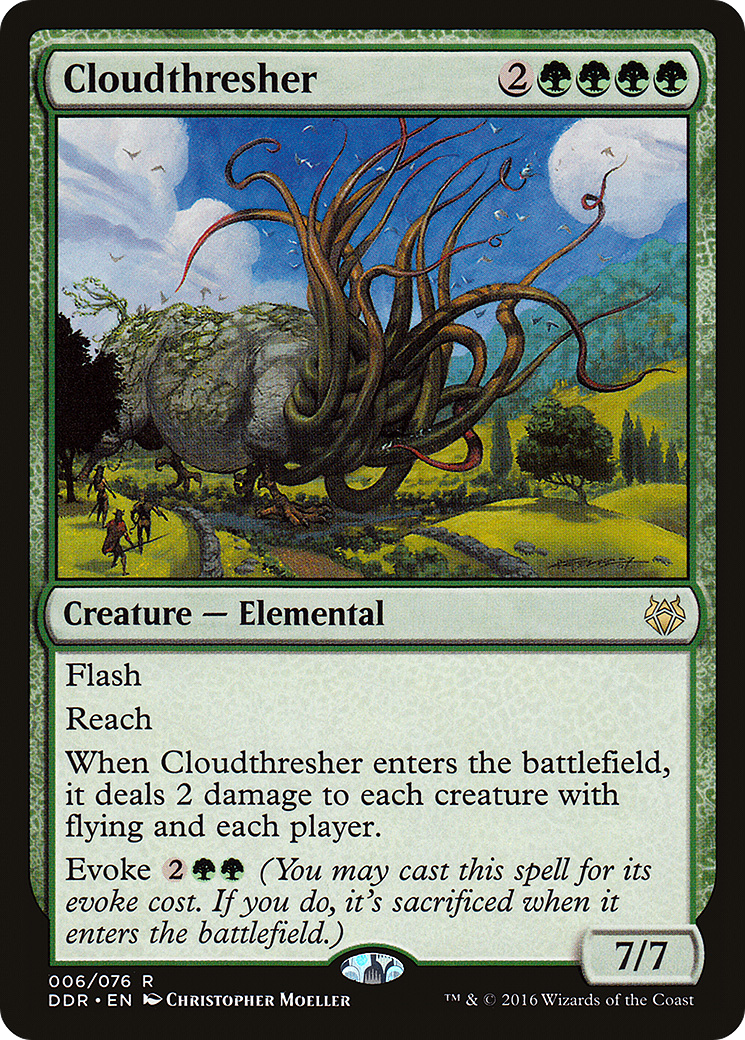 Cloudthresher 2
Creature — Elemental
Flash
Reach
When Cloudthresher enters the battlefield,
it deals 2 damage to each creature with
flying and each player.
Evoke 2 (You may cast this spell for its
evoke cost. If you do, it's sacrificed when it
enters the battlefield.)
7/7
006/076 R
DDR • EN Christopher Moeller
™ & © 2016 Wizards of the Coast